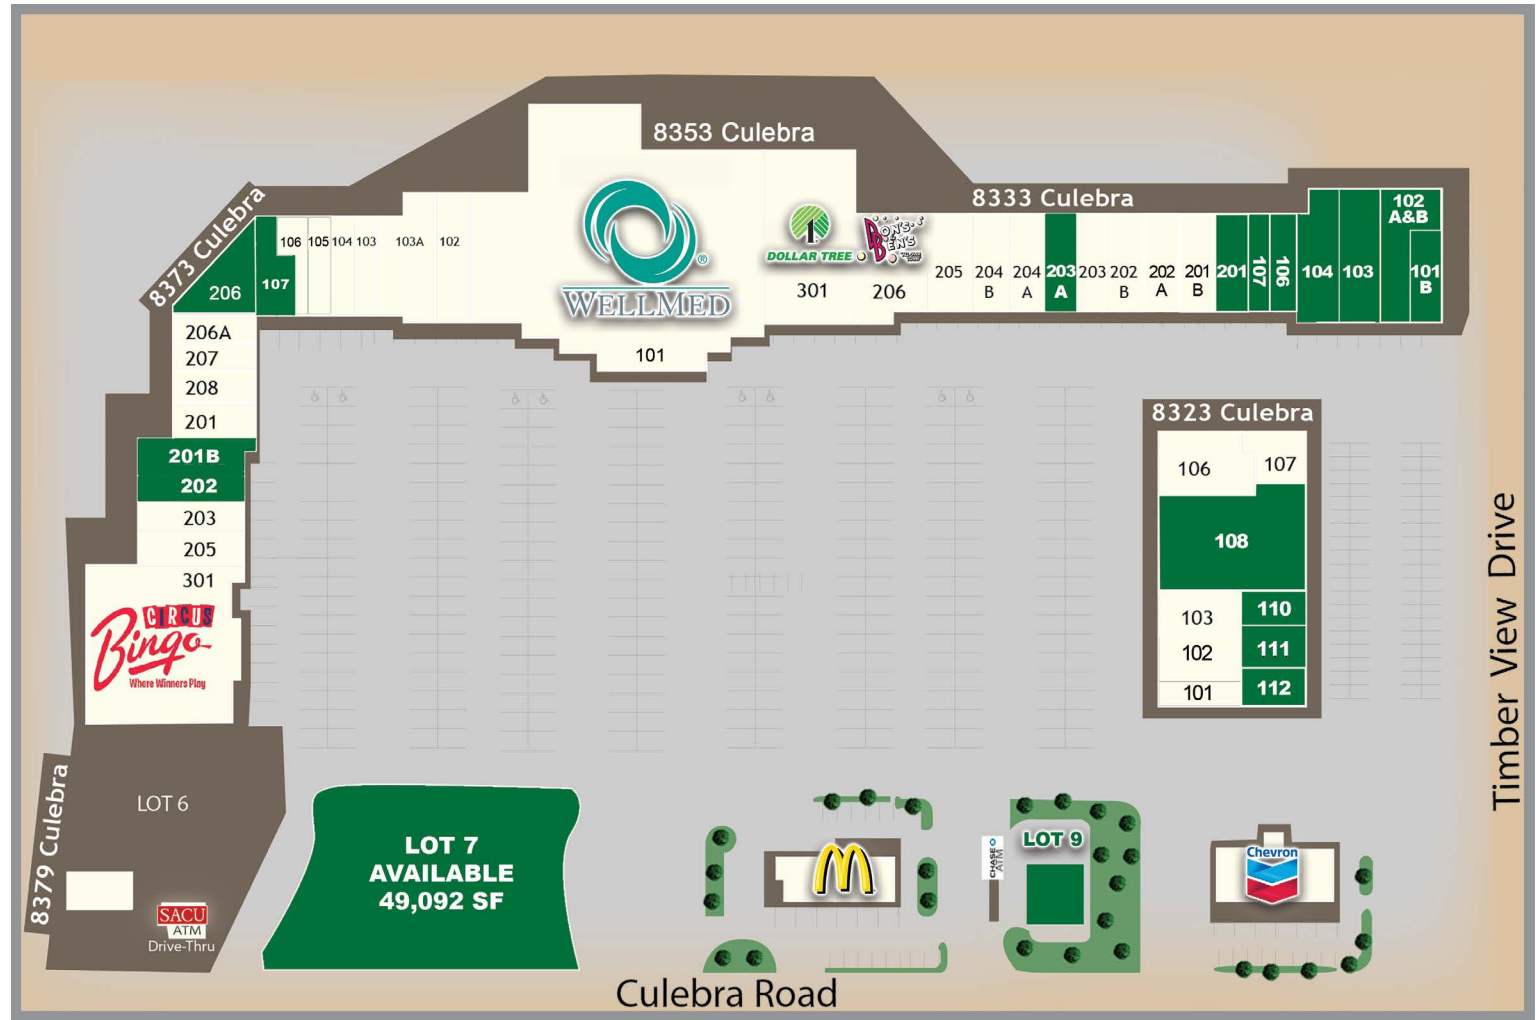 8353 Culebra
8373 Culebra
8333 Culebra
206
107
106
105
104
103
103A
102
WELLMED
®
101
DOLLAR TREE
301
BEN'S
206
205
204
B
204
A
203
A
203
202
B
202
A
201
B
201
107
106
104
103
102
A&B
101
B
206A
207
208
201
201B
202
203
205
301
CIRCUS
Bingo
Where Winners Play
8323 Culebra
106
107
108
103
110
102
111
101
112
Timber View Drive
8379 Culebra
LOT 6
SACU
ATM
Drive-Thru
LOT 7
AVAILABLE
49,092 SF
CHASE
ATM
LOT 9
Chevron
Culebra Road